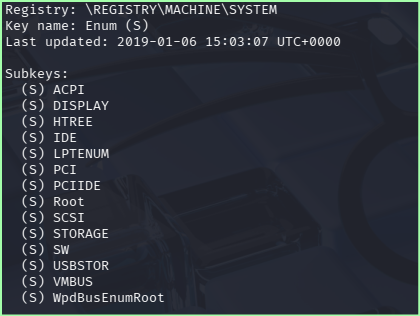 Registry: \REGISTRY\MACHINE\SYSTEM
Key name: Enum (S)
Last updated: 2019-01-06 15:03:07 UTC+0000

Subkeys:
  (S) ACPI
  (S) DISPLAY
  (S) HTREE
  (S) IDE
  (S) LPTENUM
  (S) PCI
  (S) PCIIDE
  (S) Root
  (S) SCSI
  (S) STORAGE
  (S) SW
  (S) USBSTOR
  (S) VMBUS
  (S) WpdBusEnumRoot